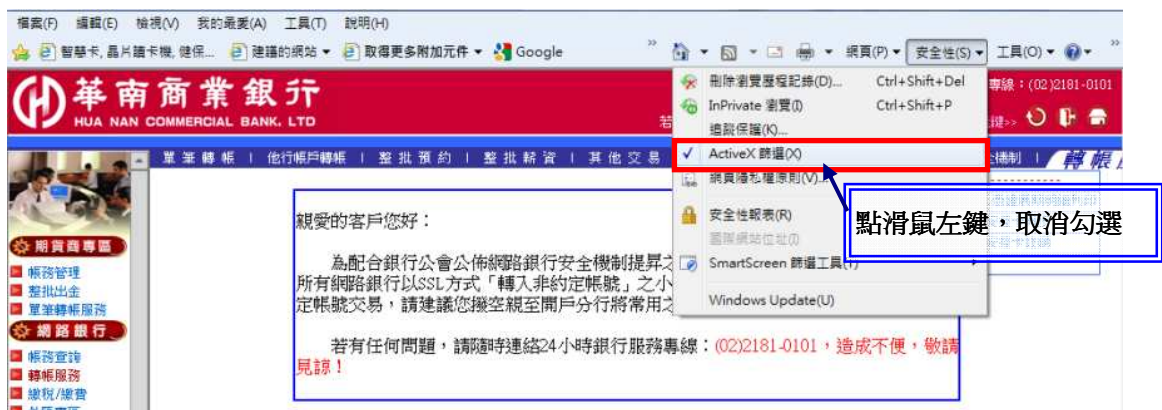 檔案(F) 編輯(E) 檢視(V) 我的最愛(A) 工具(T) 說明(H)
智慧卡,晶片讀卡機,健保... 建議的網站 取得更多附加元件 Google 網頁(P) 安全性(S) 工具(O)
華南商業銀行
HUA NAN COMMERCIAL BANK. LTD
專線：(02)2181-0101
若
刪除瀏覽歷程記錄(D)... Ctrl+Shift+Del
InPrivate 瀏覽(I) Ctrl+Shift+P
追蹤保護(K)...
ActiveX 篩選(X)
網頁隱私權原則(V)...
安全性報表(R)
國際網站位址(I)
SmartScreen 篩選工具(T)
Windows Update(U)
點滑鼠左鍵，取消勾選
單筆轉帳 | 他行帳戶轉帳 | 整批預約 | 整批薪資 | 其他交易
轉帳
期貨商專區
帳務管理
整批出金
單筆轉帳服務
網路銀行
帳務查詢
轉帳服務
繳稅/繳費
親愛的客戶您好：
為配合銀行公會公佈網路銀行安全機制提昇之
所有網路銀行以SSL方式「轉入非約定帳號」之小
定帳號交易，請建議您撥空親至開戶分行將常用之
若有任何問題，請隨時連絡24小時銀行服務專線：(02)2181-0101，造成不便，敬請
見諒！